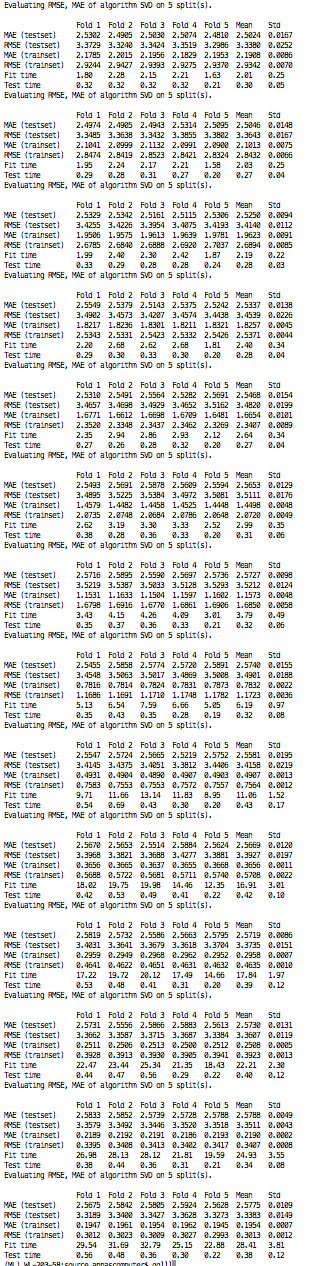 Evaluating RMSE, MAE of algorithm SVD on 5 split(s).
Fold 1 Fold 2 Fold 3 Fold 4 Fold 5 Mean Std
MAE (testset) 2.5302 2.4905 2.5030 2.5074 2.4810 2.5024 0.0167
RMSE (testset) 3.3729 3.3240 3.3424 3.3519 3.2986 3.3380 0.0252
MAE (trainset) 2.1785 2.2015 2.1956 2.1829 2.1953 2.1908 0.0086
RMSE (trainset) 2.9244 2.9427 2.9393 2.9275 2.9370 2.9342 0.0070
Fit time 1.80 2.28 2.15 2.21 1.63 2.01 0.25
Test time 0.32 0.32 0.32 0.32 0.21 0.30 0.05
Evaluating RMSE, MAE of algorithm SVD on 5 split(s).
Fold 1 Fold 2 Fold 3 Fold 4 Fold 5 Mean Std
MAE (testset) 2.4974 2.4905 2.4943 2.5314 2.5095 2.5046 0.0148
RMSE (testset) 3.3485 3.3638 3.3432 3.3855 3.3802 3.3643 0.0167
MAE (trainset) 2.1041 2.0999 2.1132 2.0991 2.0900 2.1013 0.0075
RMSE (trainset) 2.8474 2.8419 2.8523 2.8421 2.8324 2.8432 0.0066
Fit time 1.95 2.24 2.17 2.21 1.58 2.03 0.25
Test time 0.29 0.28 0.31 0.27 0.20 0.27 0.04
Evaluating RMSE, MAE of algorithm SVD on 5 split(s).
Fold 1 Fold 2 Fold 3 Fold 4 Fold 5 Mean Std
MAE (testset) 2.5329 2.5342 2.5161 2.5115 2.5306 2.5250 0.0094
RMSE (testset) 3.4255 3.4226 3.3954 3.4075 3.4193 3.4140 0.0112
MAE (trainset) 1.9506 1.9575 1.9613 1.9639 1.9781 1.9623 0.0091
RMSE (trainset) 2.6785 2.6840 2.6888 2.6920 2.7037 2.6894 0.0085
Fit time 1.99 2.40 2.30 2.42 1.87 2.19 0.22
Test time 0.33 0.29 0.28 0.28 0.24 0.28 0.03
Evaluating RMSE, MAE of algorithm SVD on 5 split(s).
Fold 1 Fold 2 Fold 3 Fold 4 Fold 5 Mean Std
MAE (testset) 2.5549 2.5379 2.5143 2.5375 2.5242 2.5337 0.0138
RMSE (testset) 3.4902 3.4573 3.4207 3.4574 3.4438 3.4539 0.0226
MAE (trainset) 1.8217 1.8236 1.8301 1.8211 1.8321 1.8257 0.0045
RMSE (trainset) 2.5343 2.5331 2.5423 2.5332 2.5426 2.5371 0.0044
Fit time 2.20 2.68 2.62 2.68 1.81 2.40 0.34
Test time 0.29 0.30 0.33 0.30 0.20 0.28 0.04
Evaluating RMSE, MAE of algorithm SVD on 5 split(s).
Fold 1 Fold 2 Fold 3 Fold 4 Fold 5 Mean Std
MAE (testset) 2.5310 2.5491 2.5564 2.5282 2.5691 2.5468 0.0154
RMSE (testset) 3.4657 3.4698 3.4929 3.4652 3.5162 3.4820 0.0199
MAE (trainset) 1.6771 1.6612 1.6698 1.6709 1.6481 1.6654 0.0101
RMSE (trainset) 2.3520 2.3348 2.3437 2.3462 2.3269 2.3407 0.0089
Fit time 2.35 2.94 2.86 2.93 2.12 2.64 0.34
Test time 0.27 0.26 0.28 0.32 0.20 0.27 0.04
Evaluating RMSE, MAE of algorithm SVD on 5 split(s).
Fold 1 Fold 2 Fold 3 Fold 4 Fold 5 Mean Std
MAE (testset) 2.5493 2.5691 2.5878 2.5609 2.5594 2.5653 0.0129
RMSE (testset) 3.4895 3.5225 3.5384 3.4972 3.5081 3.5111 0.0176
MAE (trainset) 1.4579 1.4482 1.4458 1.4525 1.4448 1.4498 0.0048
RMSE (trainset) 2.0735 2.0748 2.0684 2.0786 2.0648 2.0720 0.0049
Fit time 2.62 3.19 3.30 3.33 2.52 2.99 0.35
Test time 0.38 0.28 0.36 0.33 0.20 0.31 0.06
Evaluating RMSE, MAE of algorithm SVD on 5 split(s).
Fold 1 Fold 2 Fold 3 Fold 4 Fold 5 Mean Std
MAE (testset) 2.5716 2.5895 2.5590 2.5697 2.5736 2.5727 0.0098
RMSE (testset) 3.5219 3.5387 3.5033 3.5128 3.5293 3.5212 0.0124
MAE (trainset) 1.1531 1.1633 1.1504 1.1597 1.1602 1.1573 0.0048
RMSE (trainset) 1.6798 1.6916 1.6770 1.6861 1.6906 1.6850 0.0058
Fit time 3.43 4.15 4.26 4.09 3.01 3.79 0.49
Test time 0.35 0.37 0.36 0.33 0.21 0.32 0.06
Evaluating RMSE, MAE of algorithm SVD on 5 split(s).
Fold 1 Fold 2 Fold 3 Fold 4 Fold 5 Mean Std
MAE (testset) 2.5455 2.5858 2.5774 2.5720 2.5891 2.5740 0.0155
RMSE (testset) 3.4548 3.5063 3.5017 3.4869 3.5008 3.4901 0.0188
MAE (trainset) 0.7816 0.7814 0.7824 0.7831 0.7873 0.7832 0.0022
RMSE (trainset) 1.1686 1.1691 1.1710 1.1748 1.1782 1.1723 0.0036
Fit time 5.13 6.54 7.59 6.66 5.05 6.19 0.97
Test time 0.35 0.43 0.35 0.28 0.19 0.32 0.08
Evaluating RMSE, MAE of algorithm SVD on 5 split(s).
Fold 1 Fold 2 Fold 3 Fold 4 Fold 5 Mean Std
MAE (testset) 2.5547 2.5724 2.5665 2.5219 2.5752 2.5581 0.0195
RMSE (testset) 3.4145 3.4375 3.4051 3.3812 3.4406 3.4158 0.0219
MAE (trainset) 0.4931 0.4904 0.4890 0.4907 0.4903 0.4907 0.0013
RMSE (trainset) 0.7583 0.7553 0.7553 0.7572 0.7557 0.7564 0.0012
Fit time 9.71 11.66 13.14 11.83 8.95 11.06 1.52
Test time 0.54 0.69 0.43 0.30 0.20 0.43 0.17
Evaluating RMSE, MAE of algorithm SVD on 5 split(s).
Fold 1 Fold 2 Fold 3 Fold 4 Fold 5 Mean Std
MAE (testset) 2.5670 2.5653 2.5514 2.5884 2.5624 2.5669 0.0120
RMSE (testset) 3.3968 3.3821 3.3688 3.4277 3.3881 3.3927 0.0197
MAE (trainset) 0.3656 0.3665 0.3637 0.3655 0.3668 0.3656 0.0011
RMSE (trainset) 0.5688 0.5722 0.5681 0.5711 0.5740 0.5708 0.0022
Fit time 18.02 19.75 19.98 14.46 12.35 16.91 3.01
Test time 0.42 0.53 0.49 0.41 0.22 0.42 0.10
Evaluating RMSE, MAE of algorithm SVD on 5 split(s).
Fold 1 Fold 2 Fold 3 Fold 4 Fold 5 Mean Std
MAE (testset) 2.5819 2.5732 2.5586 2.5663 2.5795 2.5719 0.0086
RMSE (testset) 3.4031 3.3641 3.3679 3.3618 3.3704 3.3735 0.0151
MAE (trainset) 0.2959 0.2949 0.2968 0.2962 0.2952 0.2958 0.0007
RMSE (trainset) 0.4641 0.4622 0.4651 0.4631 0.4632 0.4635 0.0010
Fit time 17.22 19.72 20.12 17.49 14.66 17.84 1.97
Test time 0.53 0.48 0.41 0.31 0.20 0.39 0.12
Evaluating RMSE, MAE of algorithm SVD on 5 split(s).
Fold 1 Fold 2 Fold 3 Fold 4 Fold 5 Mean Std
MAE (testset) 2.5731 2.5556 2.5866 2.5883 2.5613 2.5730 0.0131
RMSE (testset) 3.3662 3.3587 3.3715 3.3687 3.3384 3.3607 0.0119
MAE (trainset) 0.2511 0.2506 0.2513 0.2500 0.2512 0.2508 0.0005
RMSE (trainset) 0.3928 0.3913 0.3930 0.3905 0.3941 0.3923 0.0013
Fit time 22.47 23.44 25.34 21.35 18.43 22.21 2.30
Test time 0.44 0.47 0.56 0.29 0.22 0.40 0.12
Evaluating RMSE, MAE of algorithm SVD on 5 split(s).
Fold 1 Fold 2 Fold 3 Fold 4 Fold 5 Mean Std
MAE (testset) 2.5833 2.5852 2.5739 2.5728 2.5788 2.5788 0.0049
RMSE (testset) 3.3579 3.3492 3.3446 3.3520 3.3518 3.3511 0.0043
MAE (trainset) 0.2189 0.2192 0.2191 0.2186 0.2193 0.2190 0.0002
RMSE (trainset) 0.3395 0.3408 0.3413 0.3402 0.3417 0.3407 0.0008
Fit time 26.98 28.13 28.12 21.81 19.59 24.93 3.55
Test time 0.38 0.44 0.36 0.31 0.21 0.34 0.08
Evaluating RMSE, MAE of algorithm SVD on 5 split(s).
Fold 1 Fold 2 Fold 3 Fold 4 Fold 5 Mean Std
MAE (testset) 2.5675 2.5842 2.5805 2.5924 2.5628 2.5775 0.0109
RMSE (testset) 3.3189 3.3400 3.3427 3.3628 3.3273 3.3383 0.0149
MAE (trainset) 0.1947 0.1961 0.1954 0.1962 0.1945 0.1954 0.0007
RMSE (trainset) 0.3002 0.3012 0.3009 0.3027 0.2993 0.3013 0.0012
Fit time 29.54 31.69 32.79 25.15 22.88 28.41 3.81
Test time 0.56 0.48 0.36 0.30 0.22 0.38 0.12